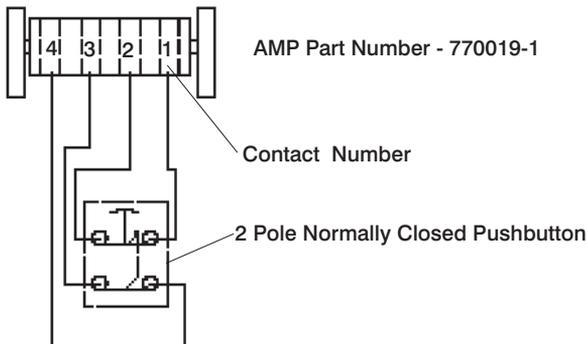 4 3 2 1
AMP Part Number - 770019-1
Contact Number
2 Pole Normally Closed Pushbutton